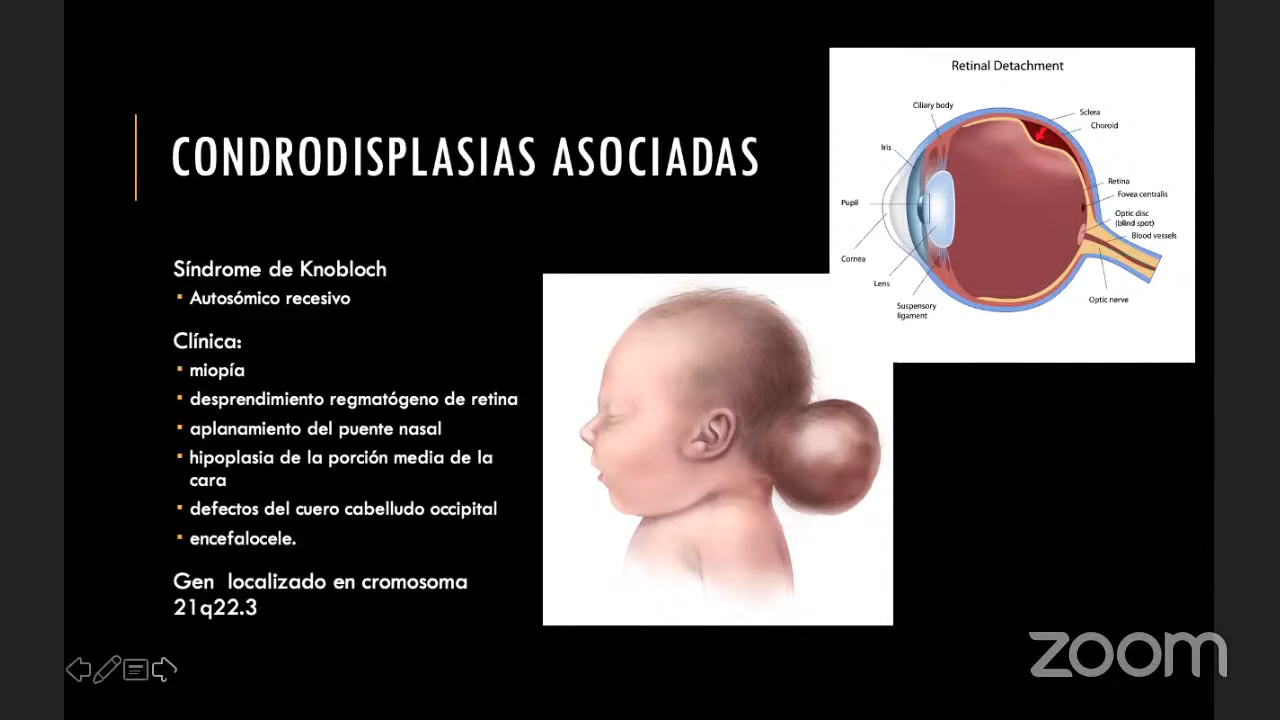 CONDRODISPLASIAS ASOCIADAS
Síndrome de Knobloch
▪ Autosómico recesivo
Clínica:
▪ miopía
▪ desprendimiento regmatógeno de retina
▪ aplanamiento del puente nasal
▪ hipoplasia de la porción media de la
cara
▪ defectos del cuero cabelludo occipital
▪ encefalocele.
Gen localizado en cromosoma
21q22.3
Retinal Detachment
Ciliary body
Sclera
Choroid
Iris
Retina
Fovea centralis
Pupil
Optic disc
(blind spot)
Blood vessels
Cornea
Lens
Optic nerve
Suspensory
ligament
zoom